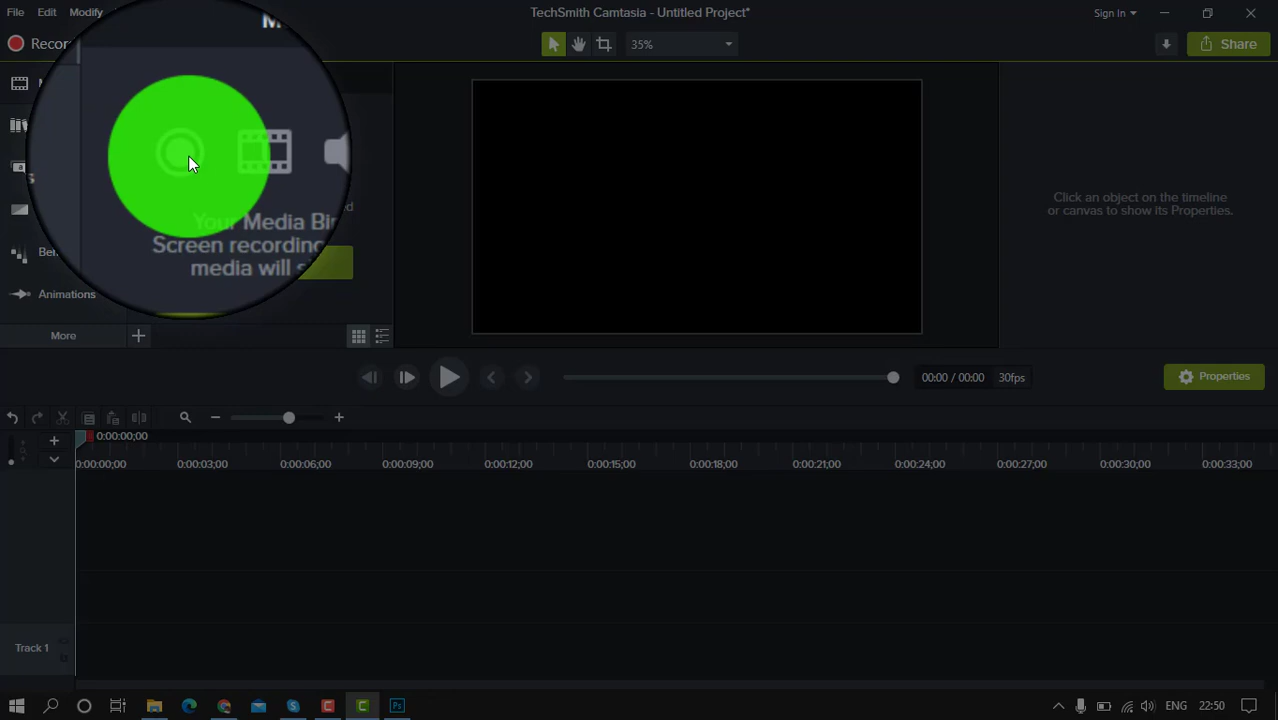 File Edit Modify
TechSmith Camtasia - Untitled Project*
Sign In
Recor
35%
Share
Your Media Bin
Screen recording
media will s
Click an object on the timeline
or canvas to show its Properties.
Animations
More
00:00 / 00:00 30fps
Properties
0:00:00;00
0:00:00;00 0:00:03;00 0:00:06;00 0:00:09;00 0:00:12;00 0:00:15;00 0:00:18;00 0:00:21;00 0:00:24;00 0:00:27;00 0:00:30;00 0:00:33;00
Track 1
ENG 22:50